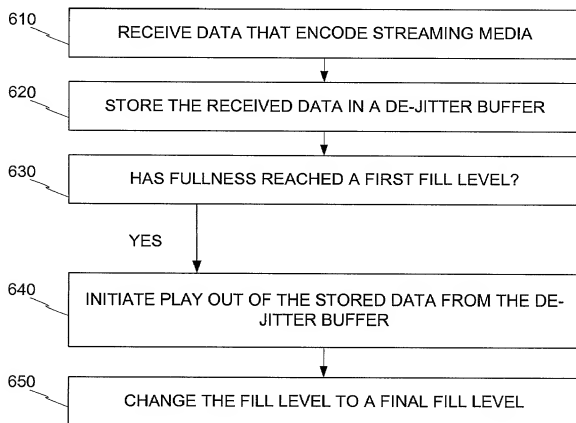 610
RECEIVE DATA THAT ENCODE STREAMING MEDIA
620
STORE THE RECEIVED DATA IN A DE-JITTER BUFFER
630
HAS FULLNESS REACHED A FIRST FILL LEVEL?
YES
640
INITIATE PLAY OUT OF THE STORED DATA FROM THE DE-
JITTER BUFFER
650
CHANGE THE FILL LEVEL TO A FINAL FILL LEVEL